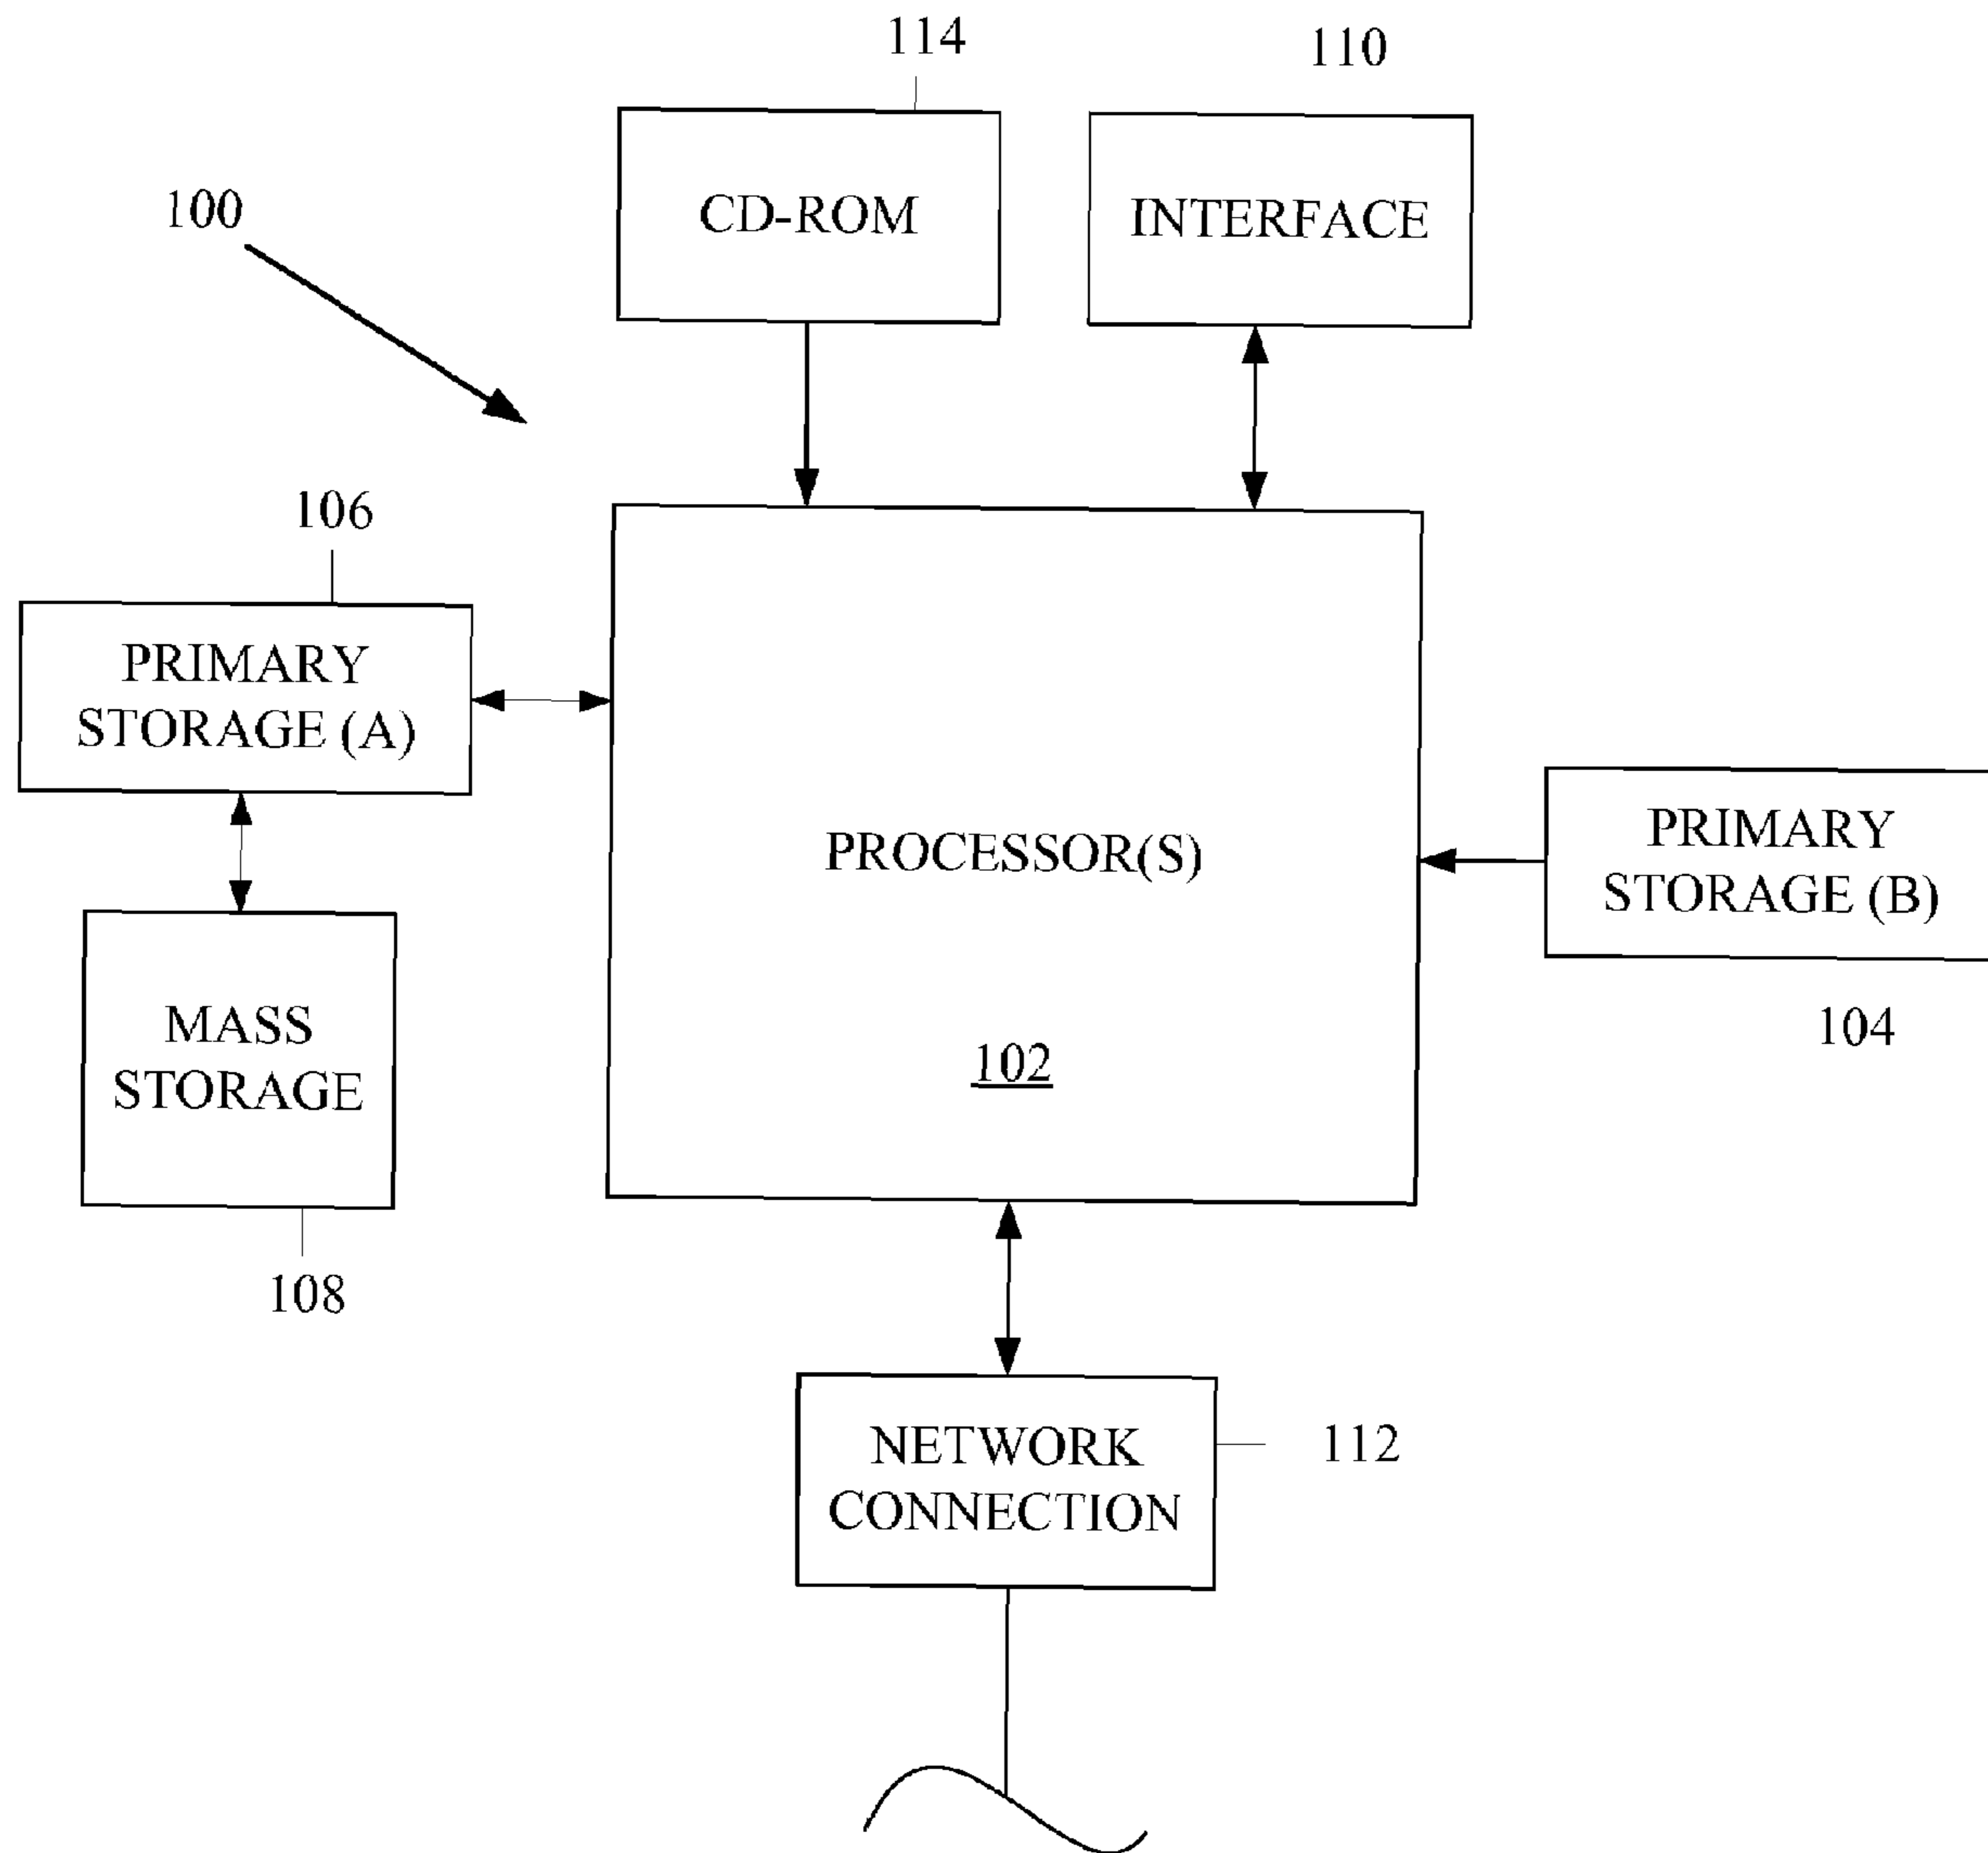 114
110
CD-ROM
INTERFACE
100
106
PRIMARY
STORAGE (A)
PROCESSOR(S)
102
PRIMARY
STORAGE (B)
104
MASS
STORAGE
108
NETWORK
CONNECTION
112